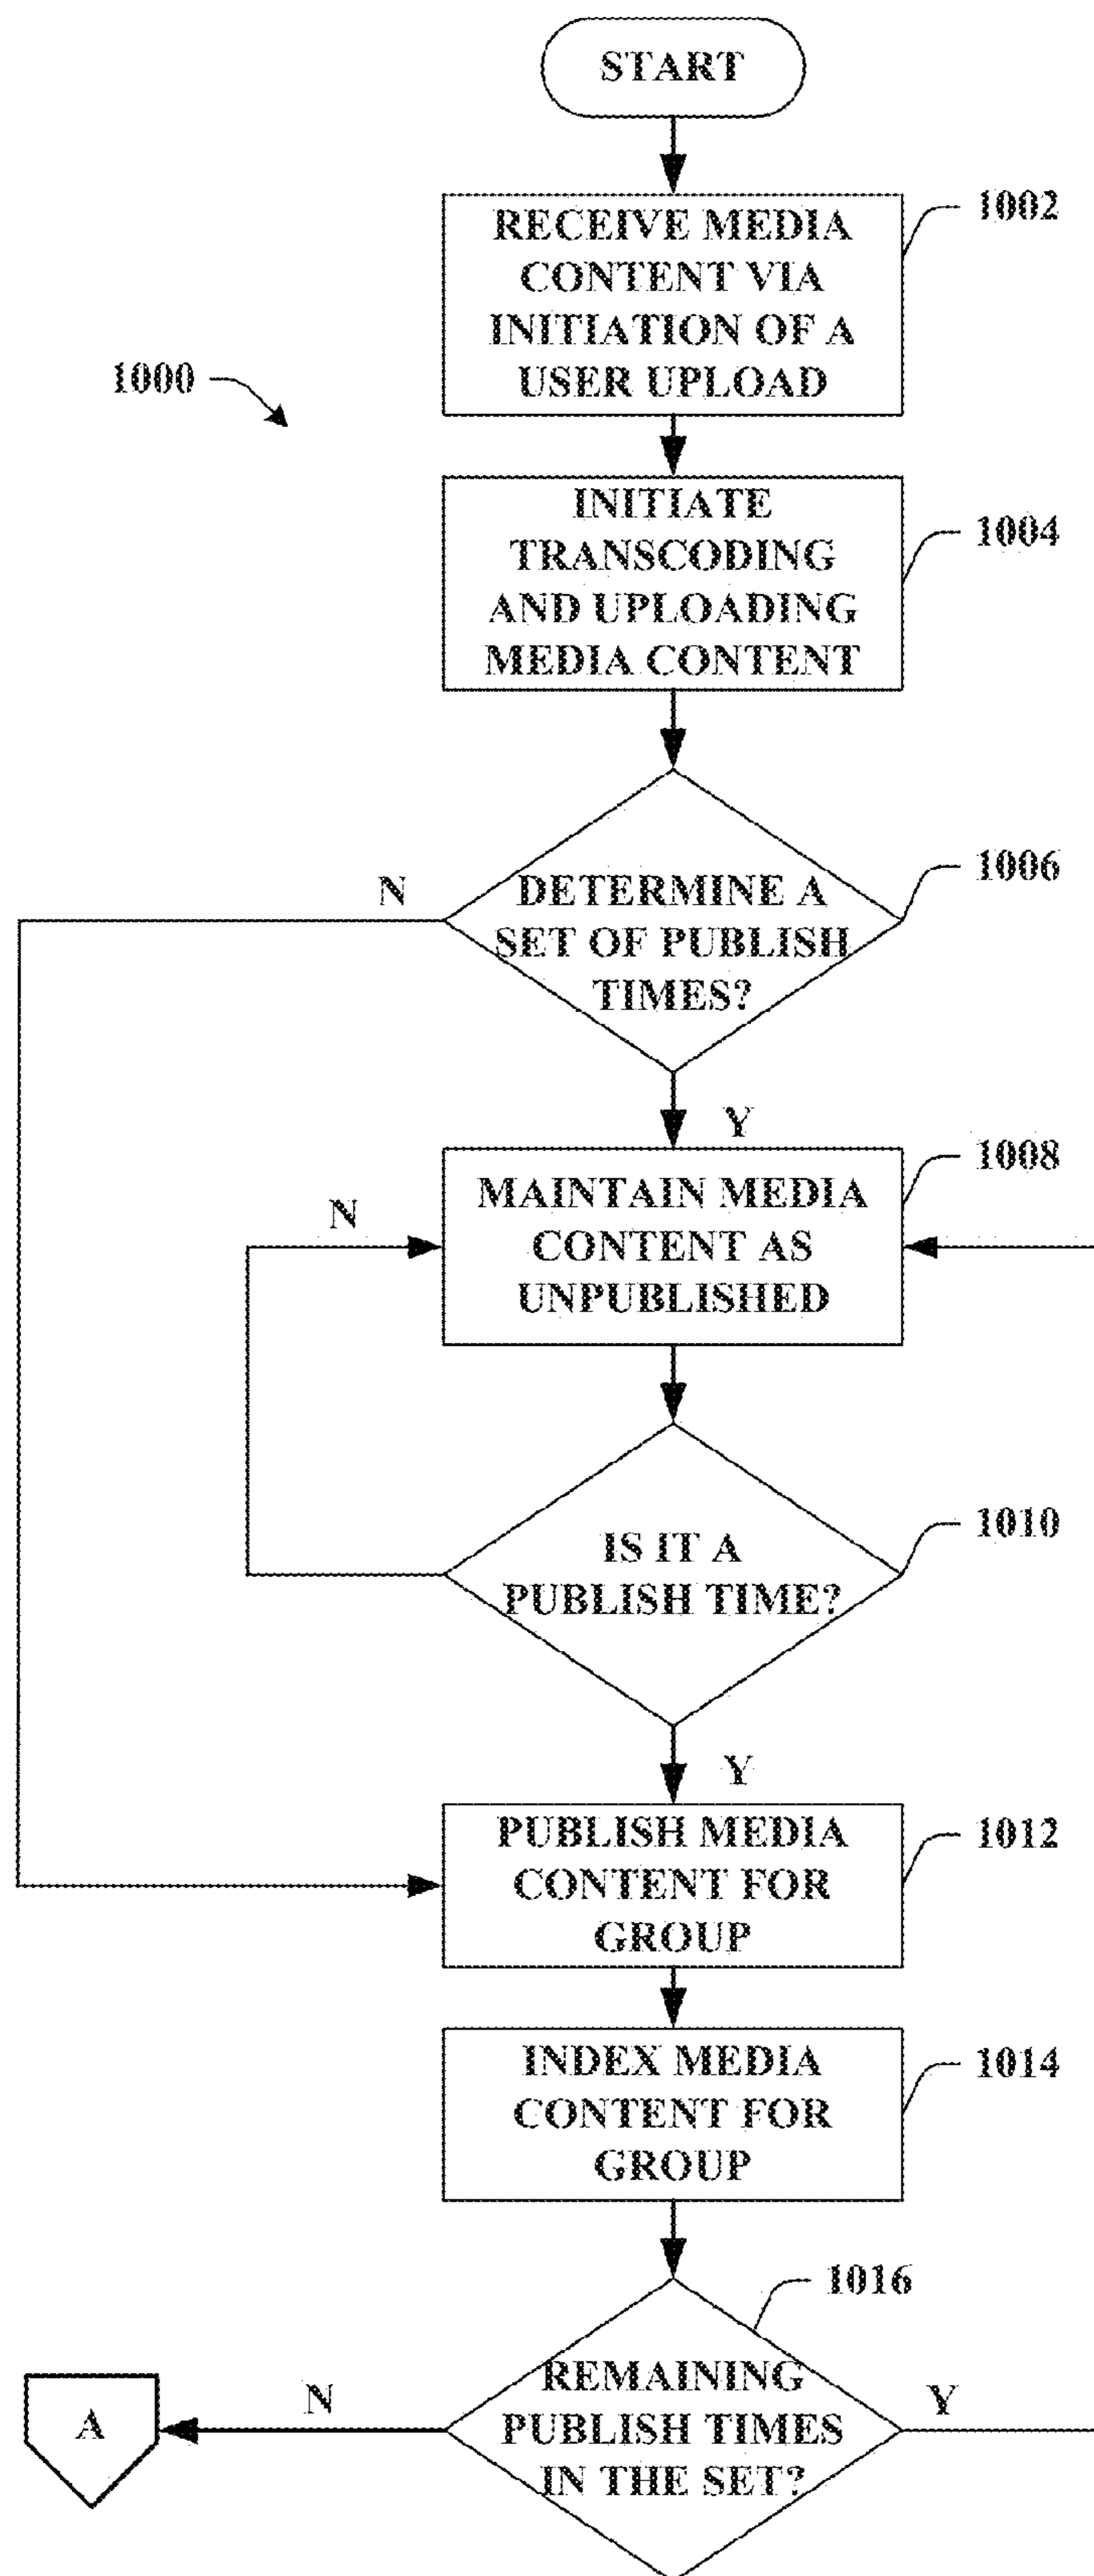 START
RECEIVE MEDIA
CONTENT VIA
INITIATION OF A
USER UPLOAD
1002
1000
INITIATE
TRANSCODING
AND UPLOADING
MEDIA CONTENT
1004
DETERMINE A
SET OF PUBLISH
TIMES?
1006
N
Y
MAINTAIN MEDIA
CONTENT AS
UNPUBLISHED
1008
N
IS IT A
PUBLISH TIME?
1010
Y
PUBLISH MEDIA
CONTENT FOR
GROUP
1012
INDEX MEDIA
CONTENT FOR
GROUP
1014
1016
REMAINING
PUBLISH TIMES
IN THE SET?
N
Y
A